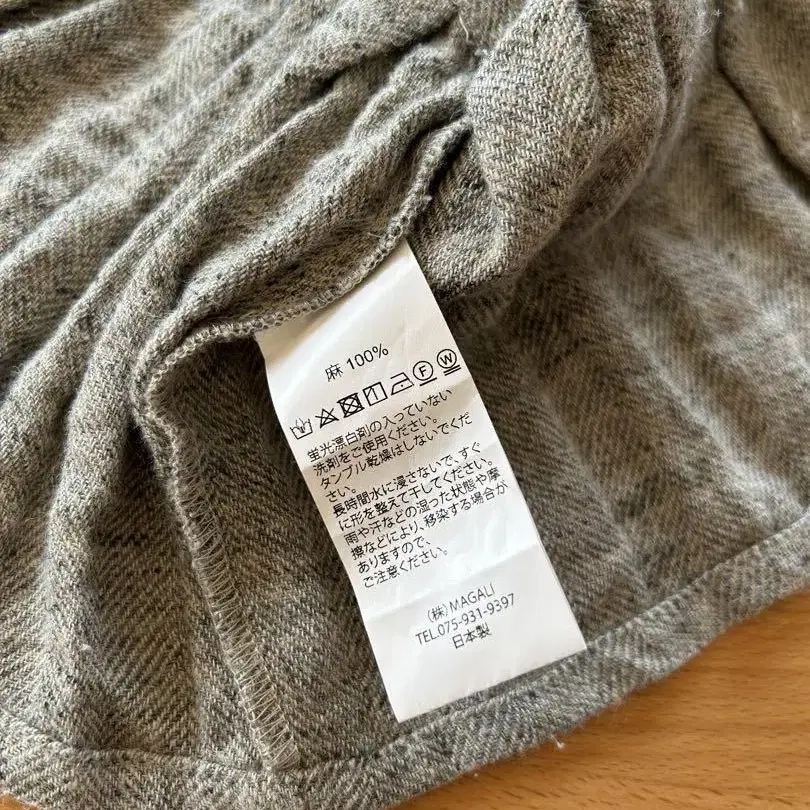 麻 100%
F W
蛍光漂白剤の入っていない
洗剤をご使用ください。
タンブル乾燥はしないでくだ
さい。
長時間水に浸さないで、すぐ
に形を整えて干してください。
雨や汗などの湿った状態や摩
擦などにより、移染する場合が
ありますので、
ご注意ください。
(株)MAGALI
TEL.075-931-9397
日本製